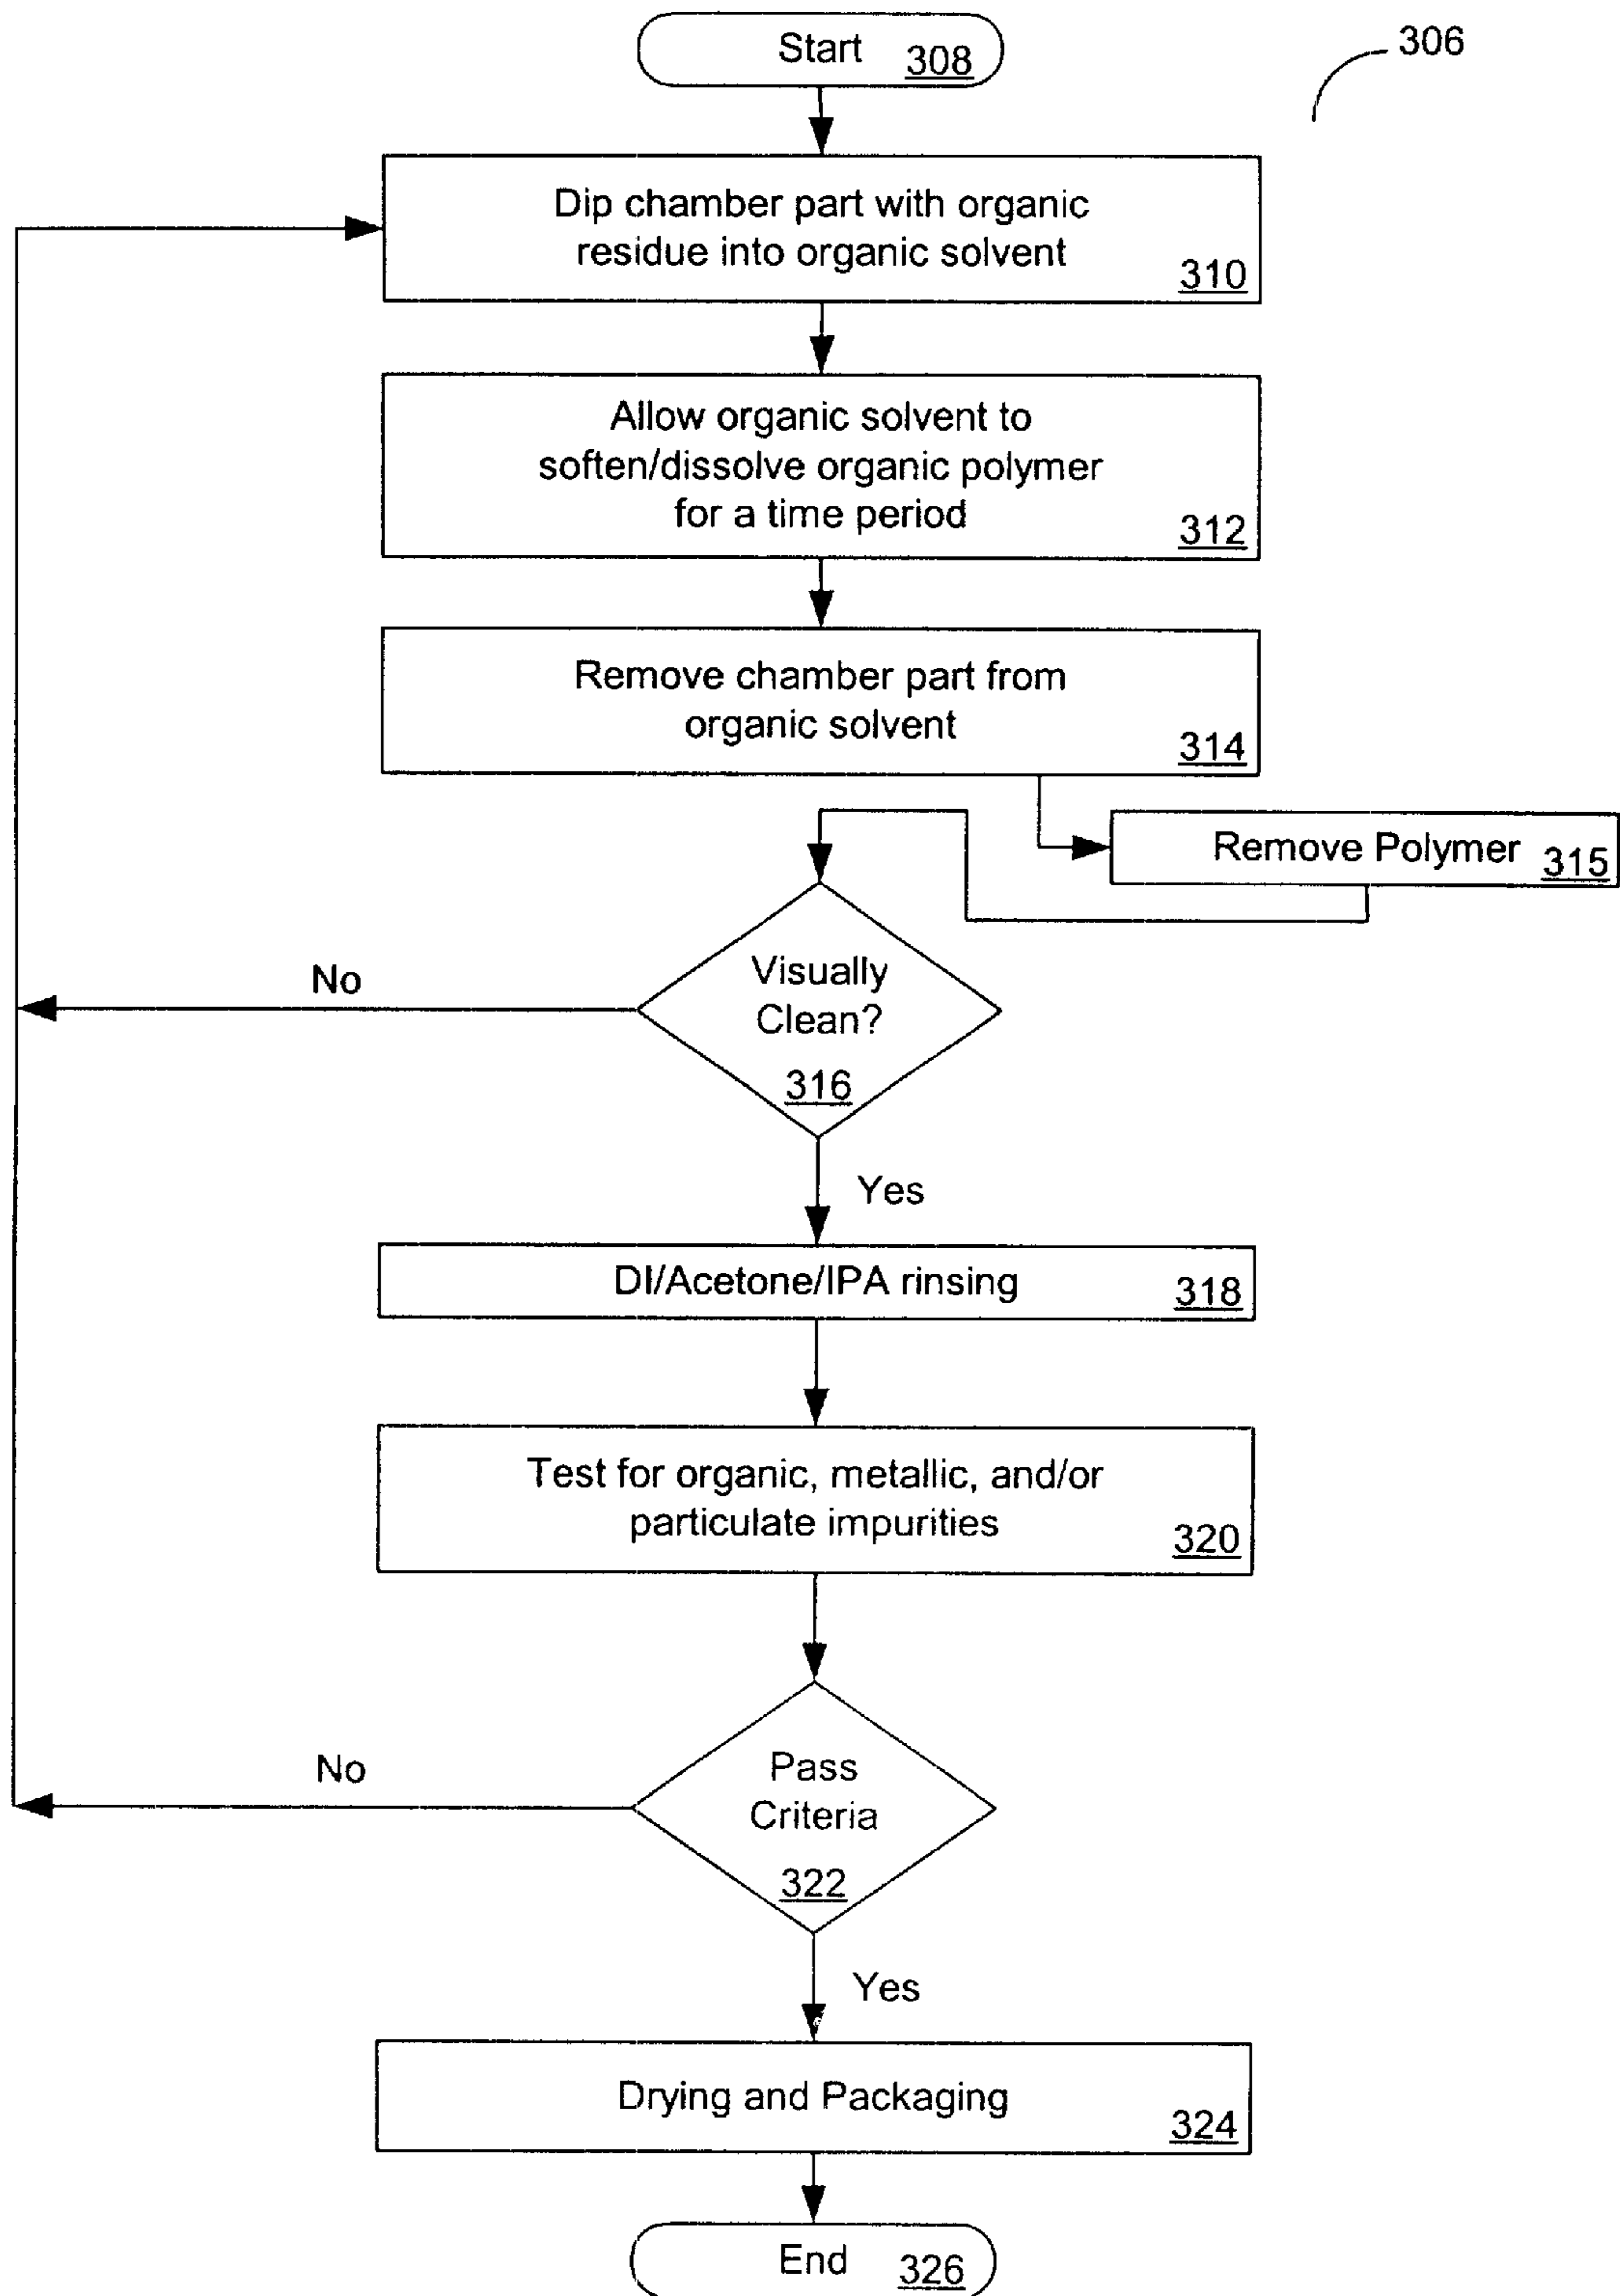 Start 308
306
Dip chamber part with organic
residue into organic solvent
310
Allow organic solvent to
soften/dissolve organic polymer
for a time period
312
Remove chamber part from
organic solvent
314
Remove Polymer 315
Visually
Clean?
316
No
Yes
DI/Acetone/IPA rinsing 318
Test for organic, metallic, and/or
particulate impurities
320
Pass
Criteria
322
No
Yes
Drying and Packaging
324
End 326